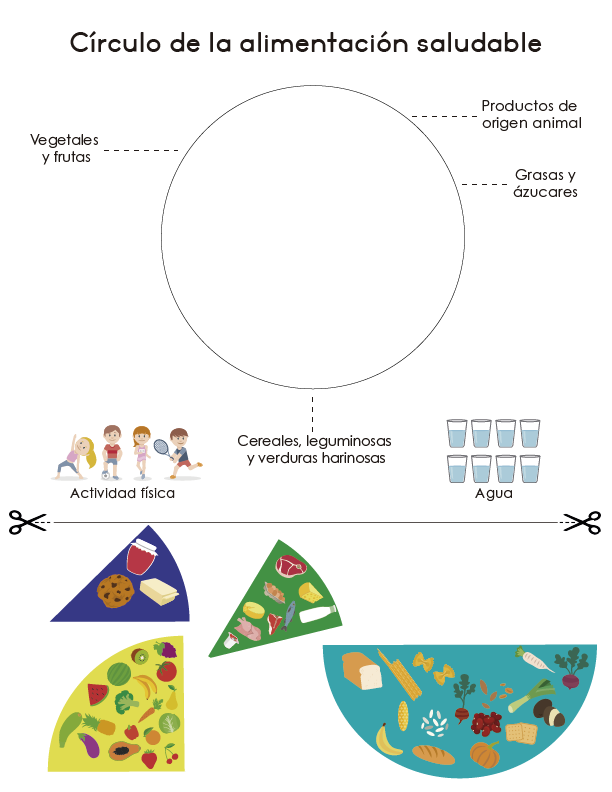 Círculo de la alimentación saludable
Productos de
origen animal
Vegetales
y frutas
Grasas y
ázucares
Cereales, leguminosas
y verduras harinosas
Actividad física
Agua